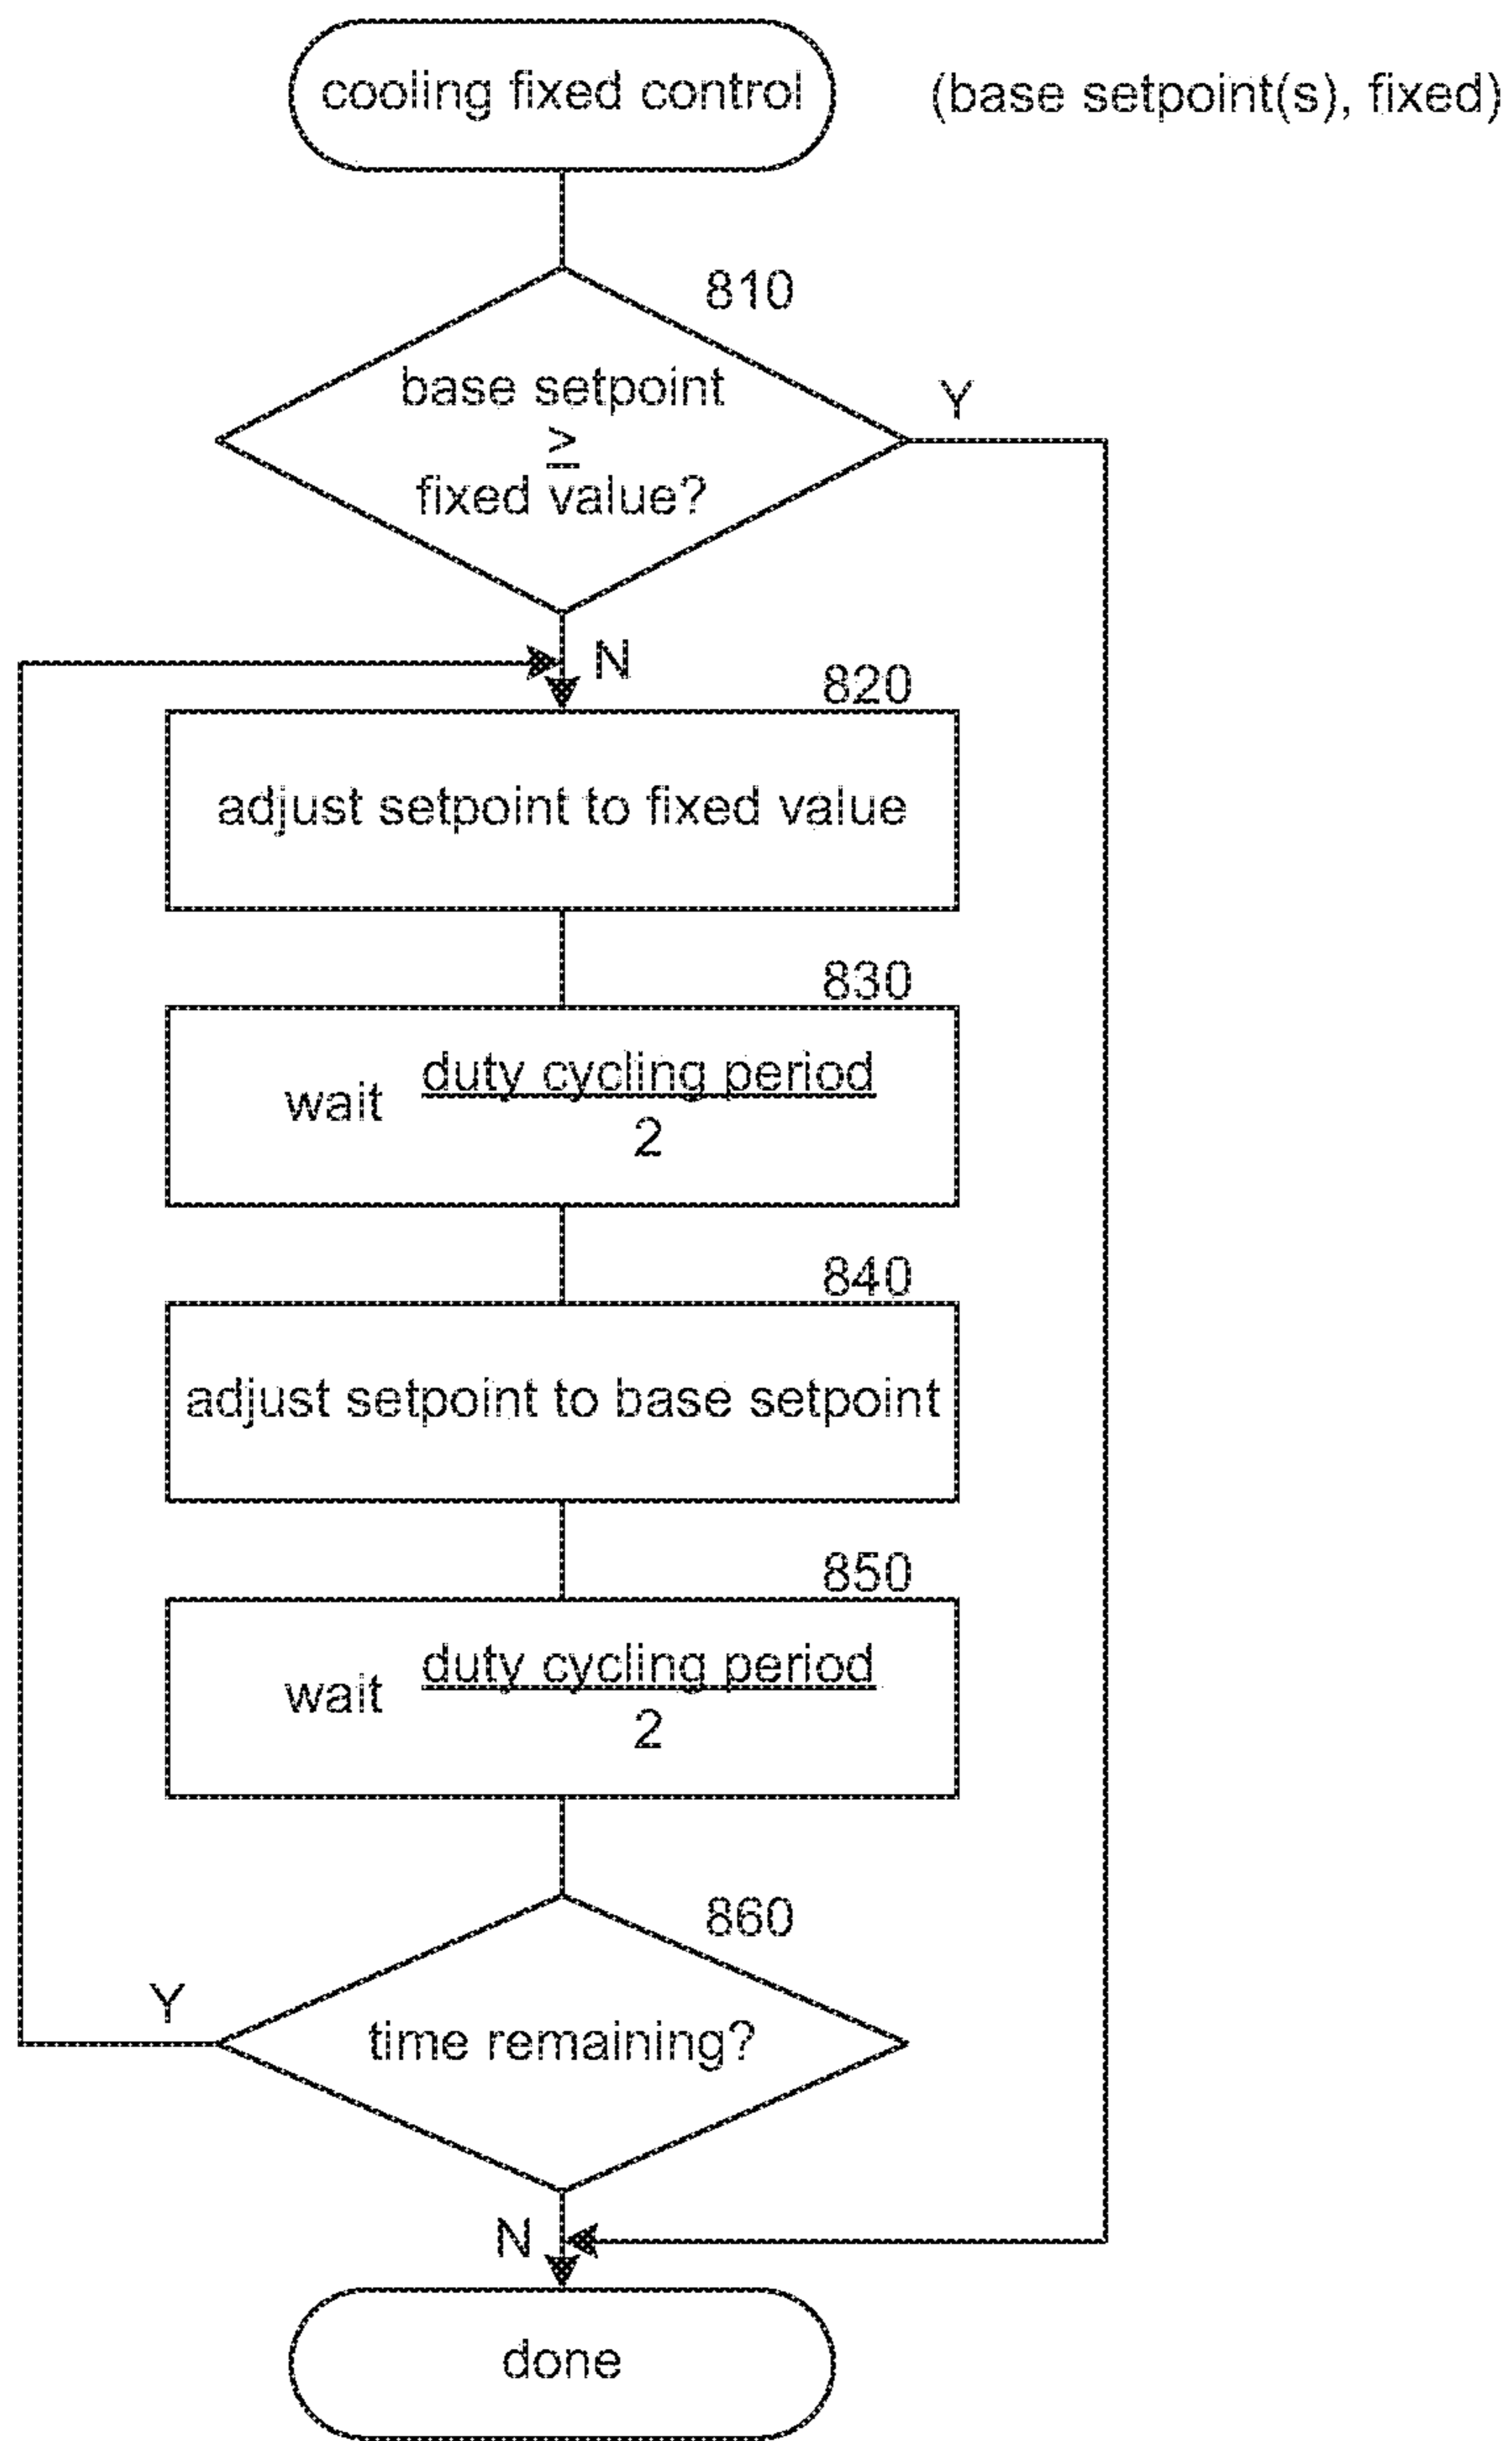 cooling fixed control (base setpoint(s), fixed)
810
base setpoint
≥
fixed value?
Y
N
820
adjust setpoint to fixed value
830
wait duty cycling period
2
840
adjust setpoint to base setpoint
850
wait duty cycling period
2
860
Y
time remaining?
N
done